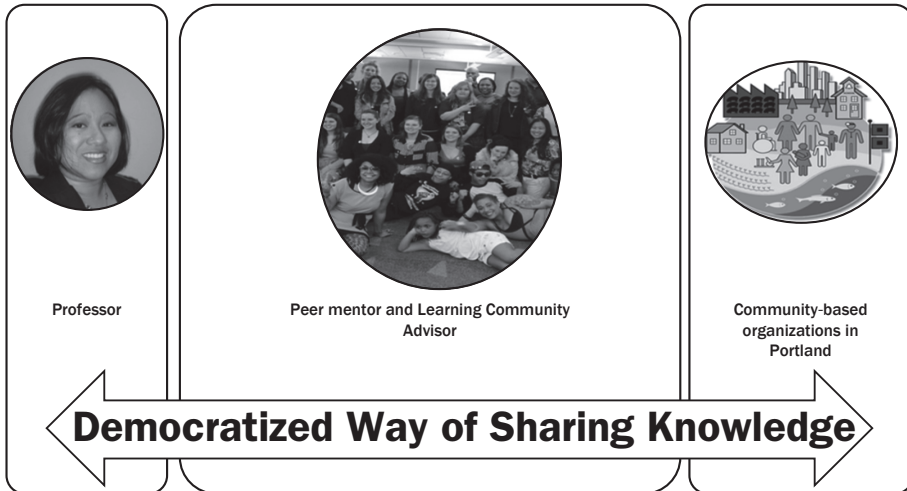 Professor
Peer mentor and Learning Community
Advisor
Community-based
organizations in
Portland
Democratized Way of Sharing Knowledge